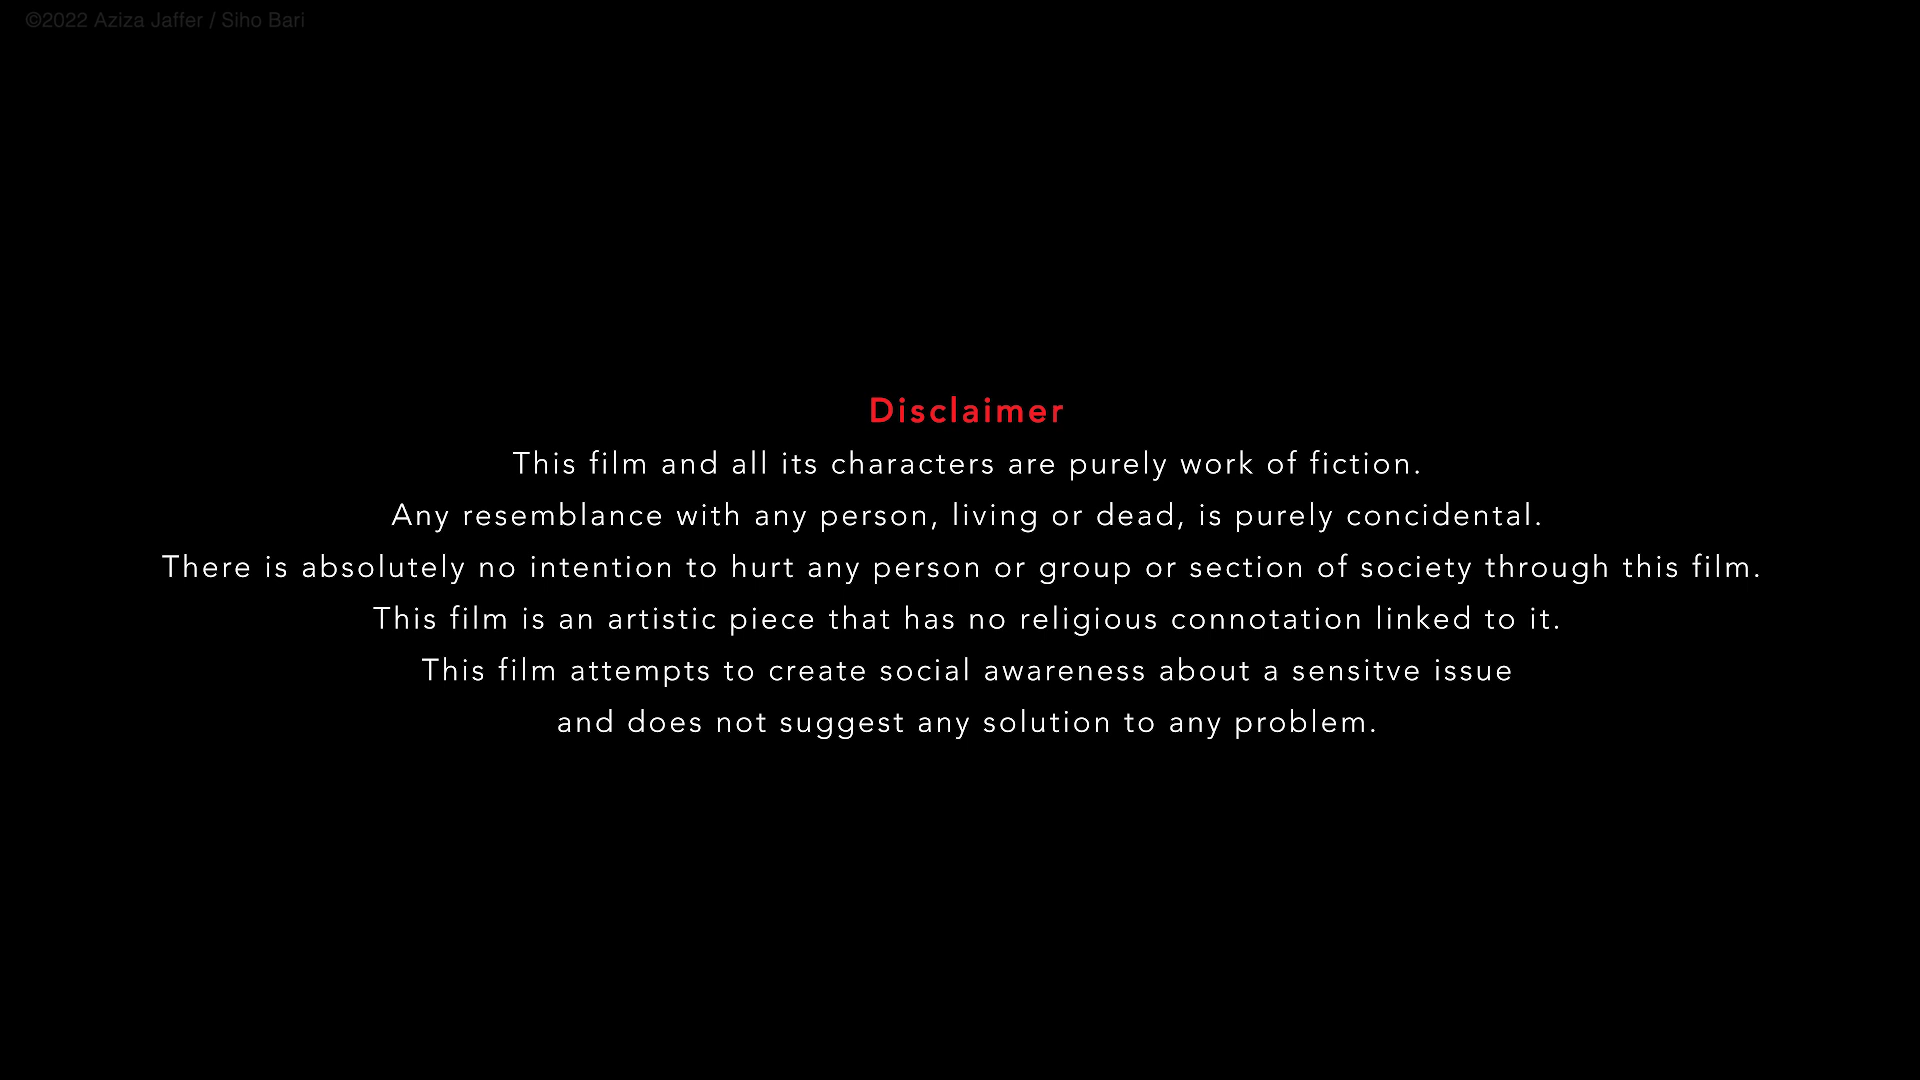 ©2022 Aziza Jaffer / Siho Bari
Disclaimer
This film and all its characters are purely work of fiction.
Any resemblance with any person, living or dead, is purely concidental.
There is absolutely no intention to hurt any person or group or section of society through this film.
This film is an artistic piece that has no religious connotation linked to it.
This film attempts to create social awareness about a sensitve issue
and does not suggest any solution to any problem.